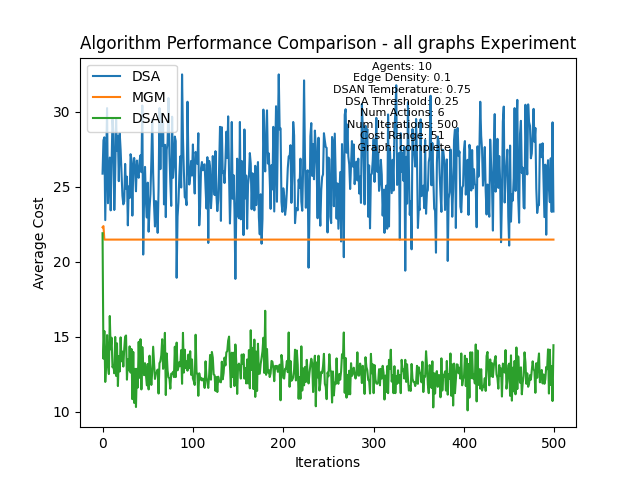 Algorithm Performance Comparison - all graphs Experiment
DSA
MGM
DSAN
Agents: 10
Edge Density: 0.1
DSAN Temperature: 0.75
DSA Threshold: 0.25
Num Actions: 6
Num Iterations: 500
Cost Range: 51
Graph: complete
Average Cost
30
25
20
15
10
0
100
200
300
400
500
Iterations